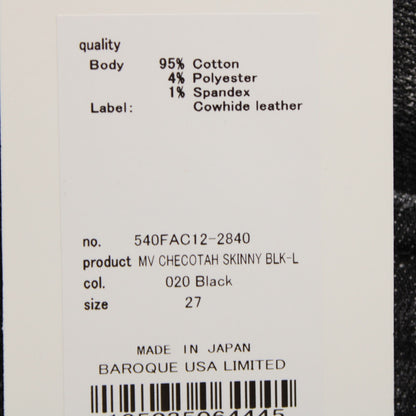 quality
Body 95% Cotton
4% Polyester
1% Spandex
Label: Cowhide leather
no. 540FAC12-2840
product MV CHECOTAH SKINNY BLK-L
col. 020 Black
size 27
MADE IN JAPAN
BAROQUE USA LIMITED